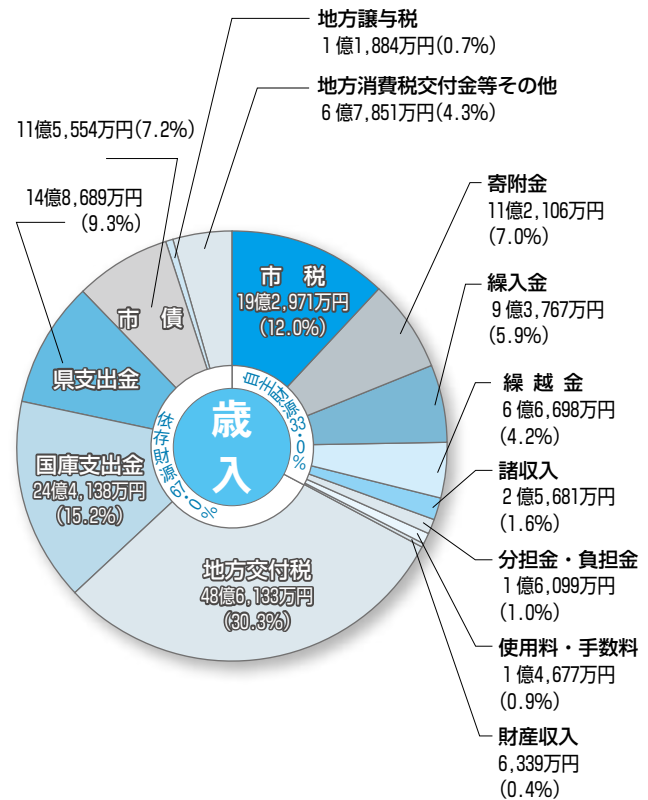 地方譲与税
1億1,884万円(0.7%)
地方消費税交付金等その他
6億7,851万円(4.3%)
11億5,554万円(7.2%)
14億8,689万円
(9.3%)
寄附金
11億2,106万円
(7.0%)
繰入金
9億3,767万円
(5.9%)
繰越金
6億6,698万円
(4.2%)
諸収入
2億5,681万円
(1.6%)
分担金・負担金
1億6,099万円
(1.0%)
使用料・手数料
1億4,677万円
(0.9%)
財産収入
6,339万円
(0.4%)
市税
19億2,971万円
(12.0%)
市債
県支出金
国庫支出金
24億4,138万円
(15.2%)
地方交付税
48億6,133万円
(30.3%)
自主財源33・0%
依存財源67・0%
歳
入